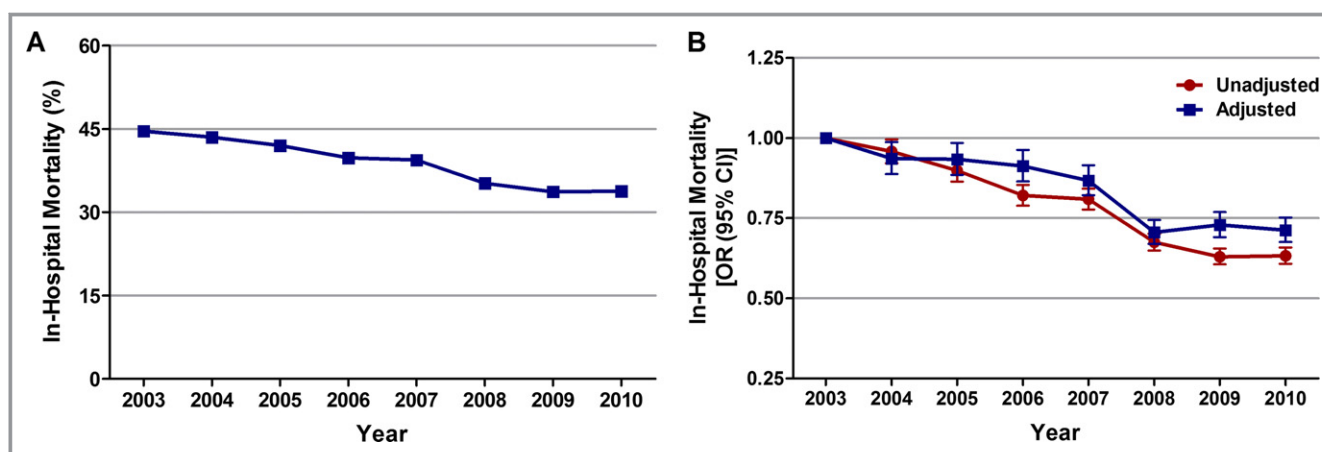 A
In-Hospital Mortality (%)
60
45
30
15
0
2003 2004 2005 2006 2007 2008 2009 2010
Year
B
In-Hospital Mortality
[OR (95% CI)]
1.25
1.00
0.75
0.50
0.25
Unadjusted
Adjusted
2003 2004 2005 2006 2007 2008 2009 2010
Year